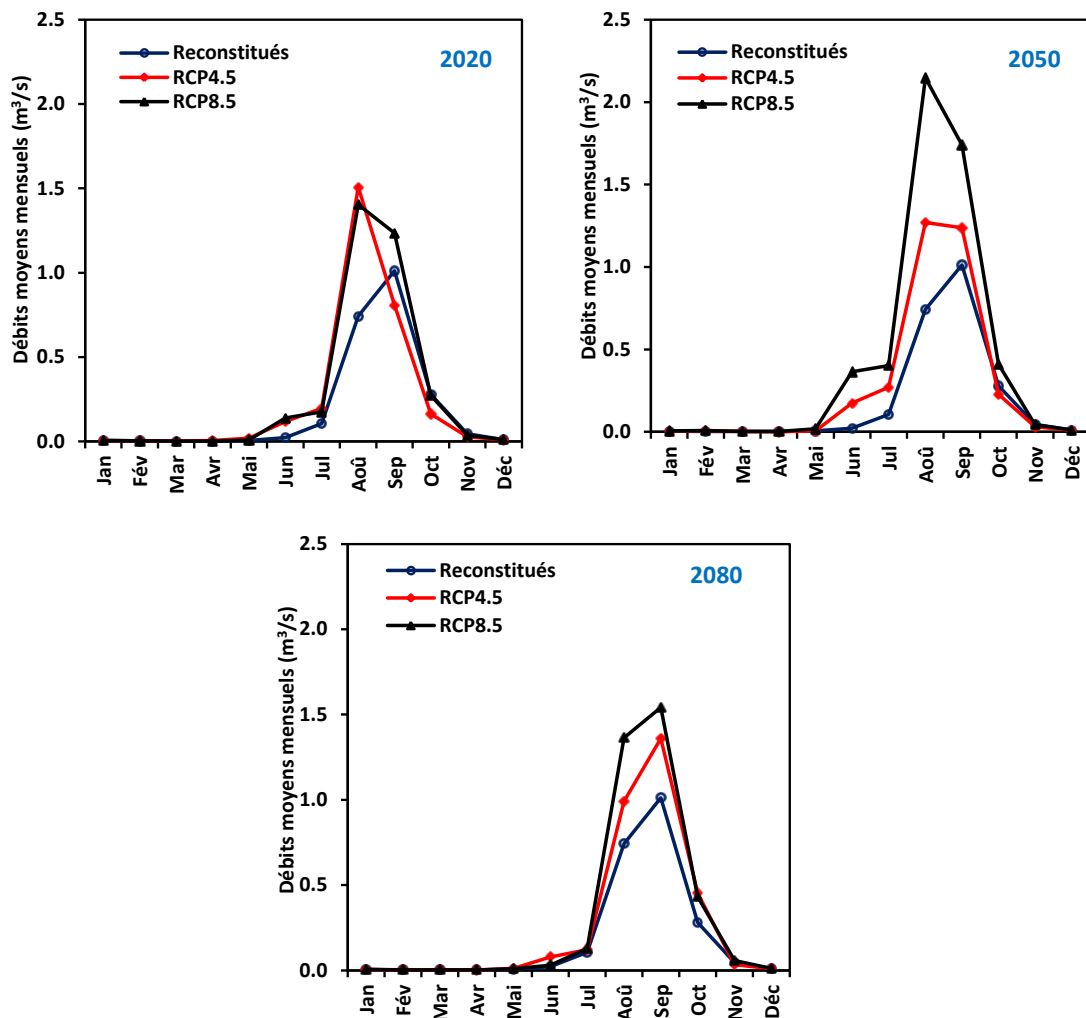 2020
Reconstitués
RCP4.5
RCP8.5
Débits moyens mensuels (m³/s)
2.5
2.0
1.5
1.0
0.5
0.0
Jan
Fév
Mar
Avr
Mai
Jun
Jul
Aoû
Sep
Oct
Nov
Déc
2050
Reconstitués
RCP4.5
RCP8.5
Débits moyens mensuels (m³/s)
2.5
2.0
1.5
1.0
0.5
0.0
Jan
Fév
Mar
Avr
Mai
Jun
Jul
Aoû
Sep
Oct
Nov
Déc
2080
Reconstitués
RCP4.5
RCP8.5
Débits moyens mensuels (m³/s)
2.5
2.0
1.5
1.0
0.5
0.0
Jan
Fév
Mar
Avr
Mai
Jun
Jul
Aoû
Sep
Oct
Nov
Déc